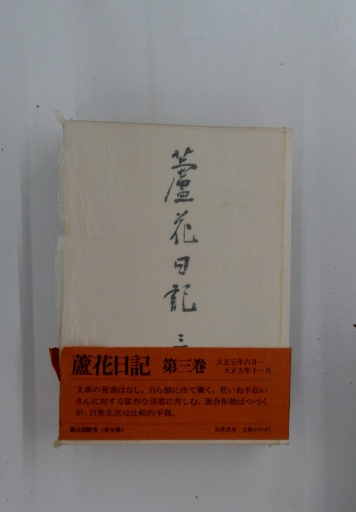 蘆花日記 三
蘆花日記 第三巻
大正五年六月—
大正五年十一月
文章の発表はなし。自ら畑に出て働く。若いお手伝い
さんに対する猛烈な淫慾に苦しむ。面会拒絶はつづく
が、日常生活は比較的平穏。
筑摩書房